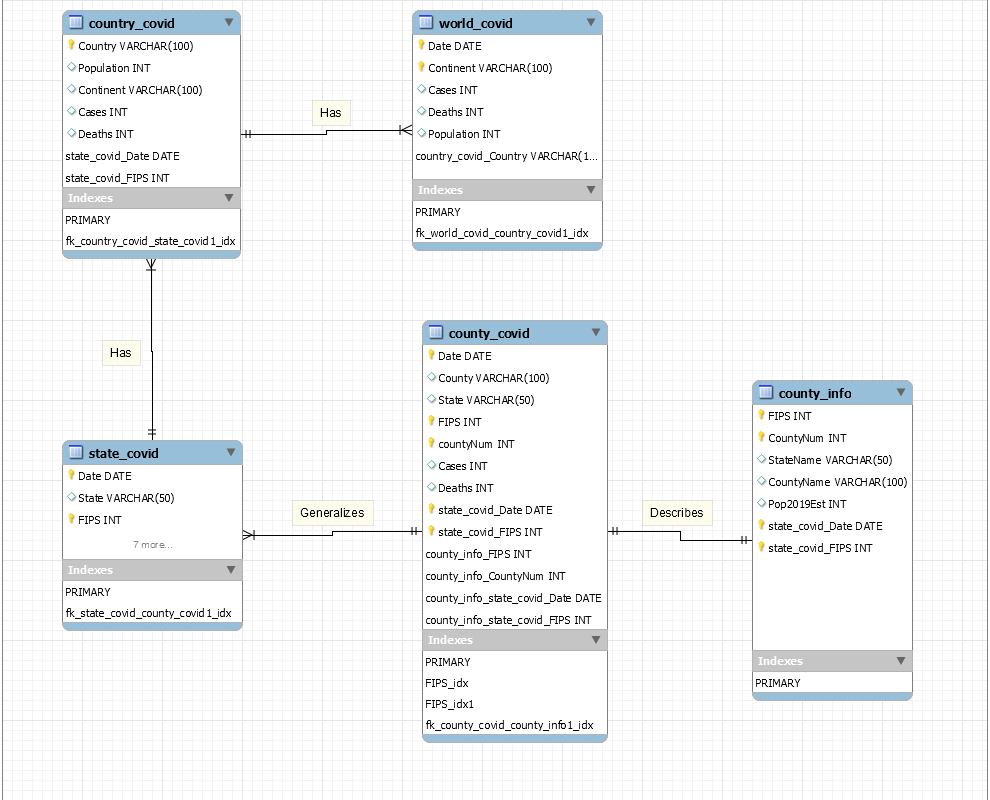 country_covid
Country VARCHAR(100)
Population INT
Continent VARCHAR(100)
Cases INT
Deaths INT
state_covid_Date DATE
state_covid_FIPS INT
Indexes
PRIMARY
fk_country_covid_state_covid1_idx
Has
world_covid
Date DATE
Continent VARCHAR(100)
Cases INT
Deaths INT
Population INT
country_covid_Country VARCHAR(1...
Indexes
PRIMARY
fk_world_covid_country_covid1_idx
Has
state_covid
Date DATE
State VARCHAR(50)
FIPS INT
7 more...
Indexes
PRIMARY
fk_state_covid_county_covid1_idx
Generalizes
county_covid
Date DATE
County VARCHAR(100)
State VARCHAR(50)
FIPS INT
countyNum INT
Cases INT
Deaths INT
state_covid_Date DATE
state_covid_FIPS INT
county_info_FIPS INT
county_info_CountyNum INT
county_info_state_covid_Date DATE
county_info_state_covid_FIPS INT
Indexes
PRIMARY
FIPS_idx
FIPS_idx1
fk_county_covid_county_info1_idx
Describes
county_info
FIPS INT
CountyNum INT
StateName VARCHAR(50)
CountyName VARCHAR(100)
Pop2019Est INT
state_covid_Date DATE
state_covid_FIPS INT
Indexes
PRIMARY